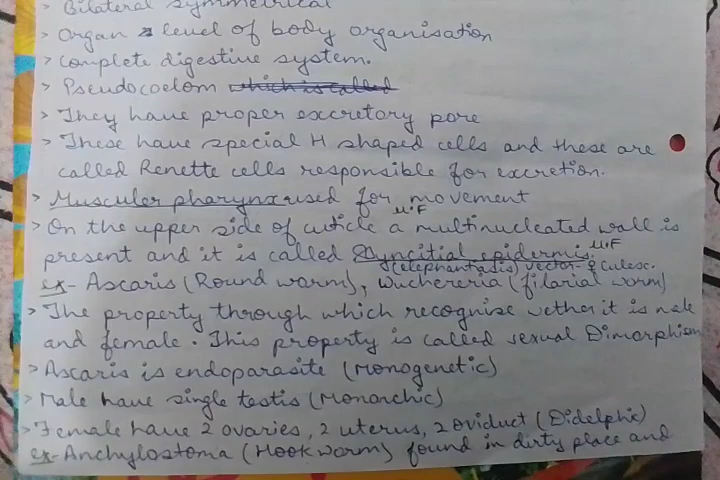 > Bilateral symmetrical
> Organ level of body organisation
> Complete digestive system.
> Pseudocoelom which is called
> They have proper excretory pore
> These have special H shaped cells and these are
called Renette cells responsible for excretion.
> Muscular pharynx used for movement
M.F
> On the upper side of cuticle a multinucleated wall is
present and it is called Syncitial epidermis. M.F
(elephantasis) vector - ♀ Culex.
ex- Ascaris (Round warm), Wuchereria (filarial worm)
> The property through which recognise wether it is male
and female. This property is called sexual Dimorphism
> Ascaris is endoparasite (Monogenetic)
> Male have single testis (Monorchic)
> Female have 2 ovaries, 2 uterus, 2 oviduct (Didelphic)
ex- Anchylostoma (Hook worm) found in dirty place and